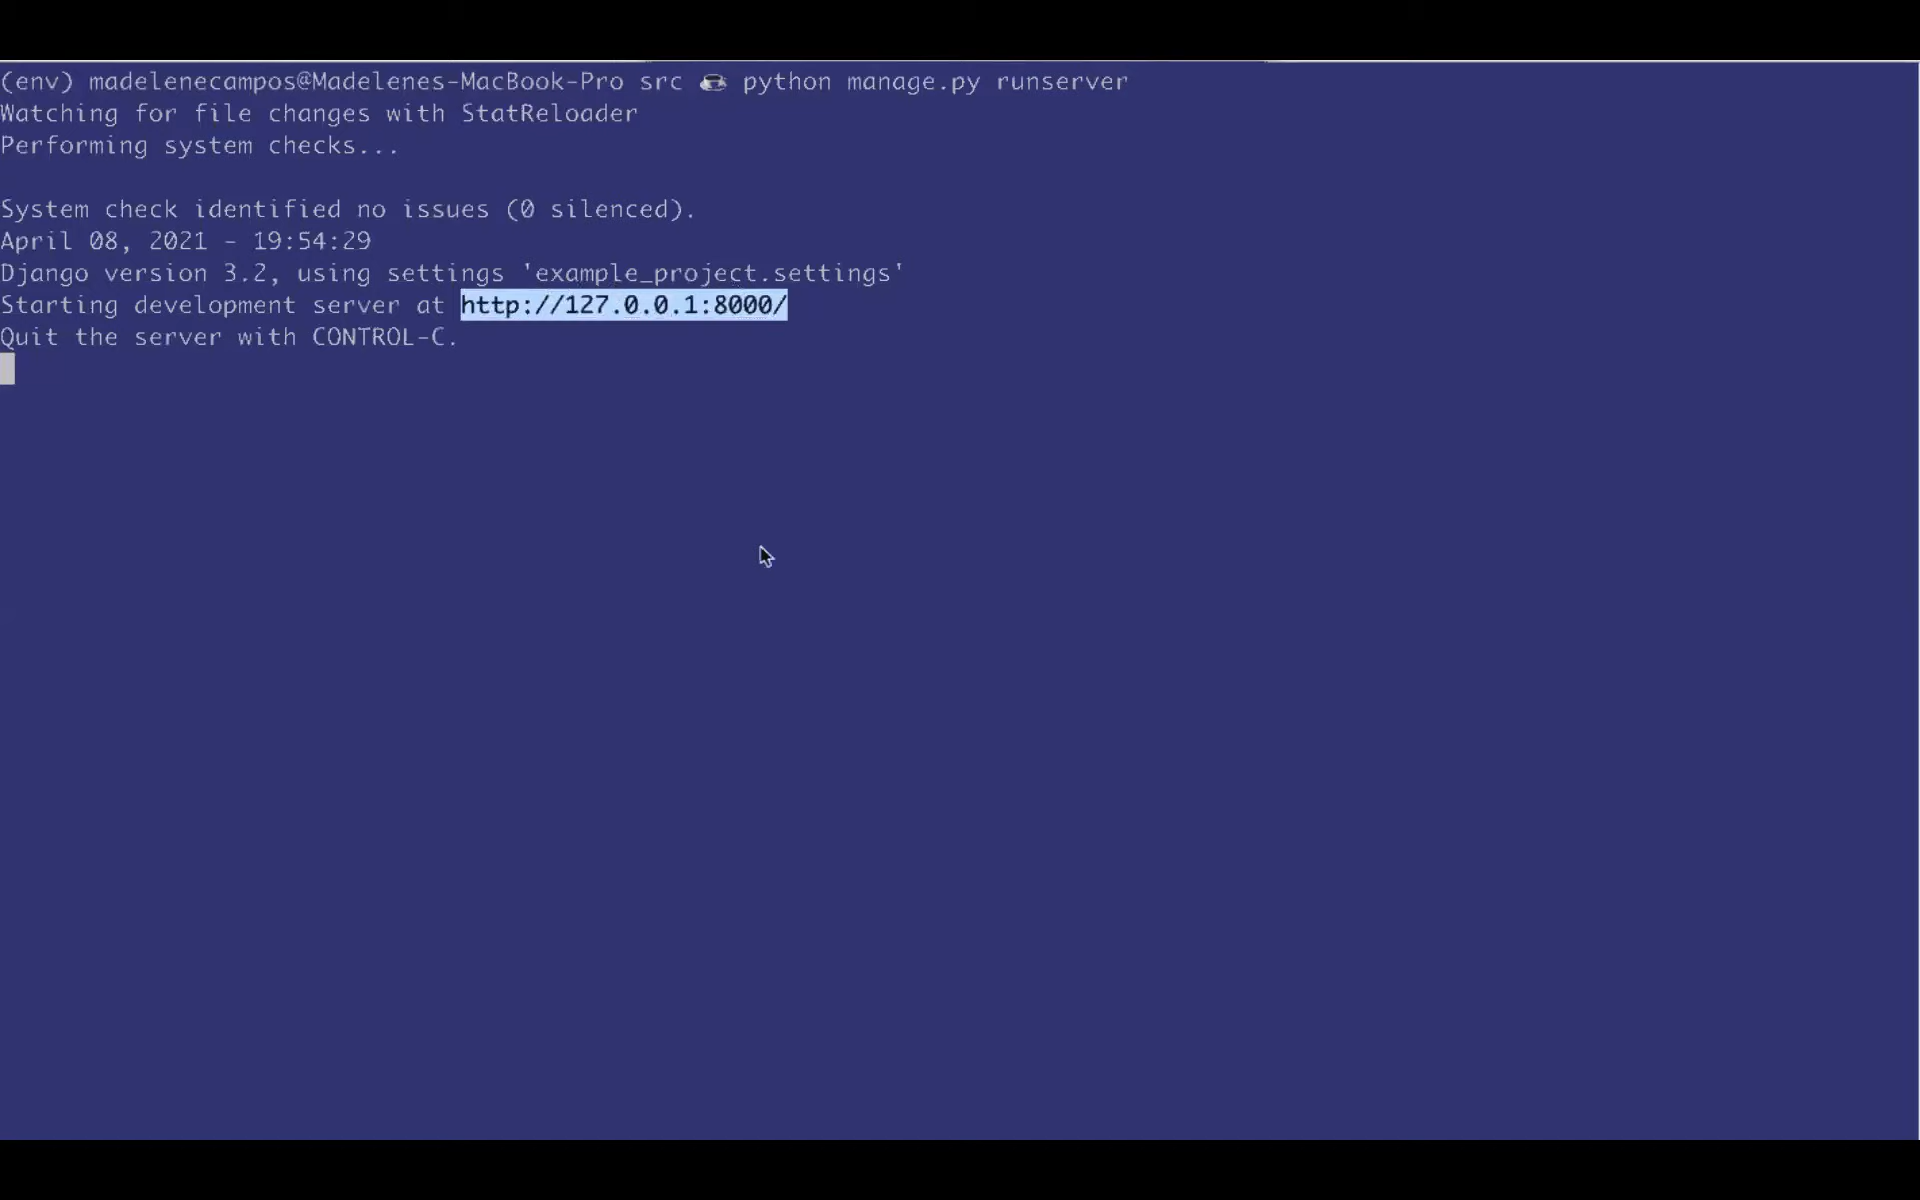 (env) madelenecampos@Madelenes-MacBook-Pro src ☕ python manage.py runserver
Watching for file changes with StatReloader
Performing system checks...
System check identified no issues (0 silenced).
April 08, 2021 - 19:54:29
Django version 3.2, using settings 'example_project.settings'
Starting development server at http://127.0.0.1:8000/
Quit the server with CONTROL-C.